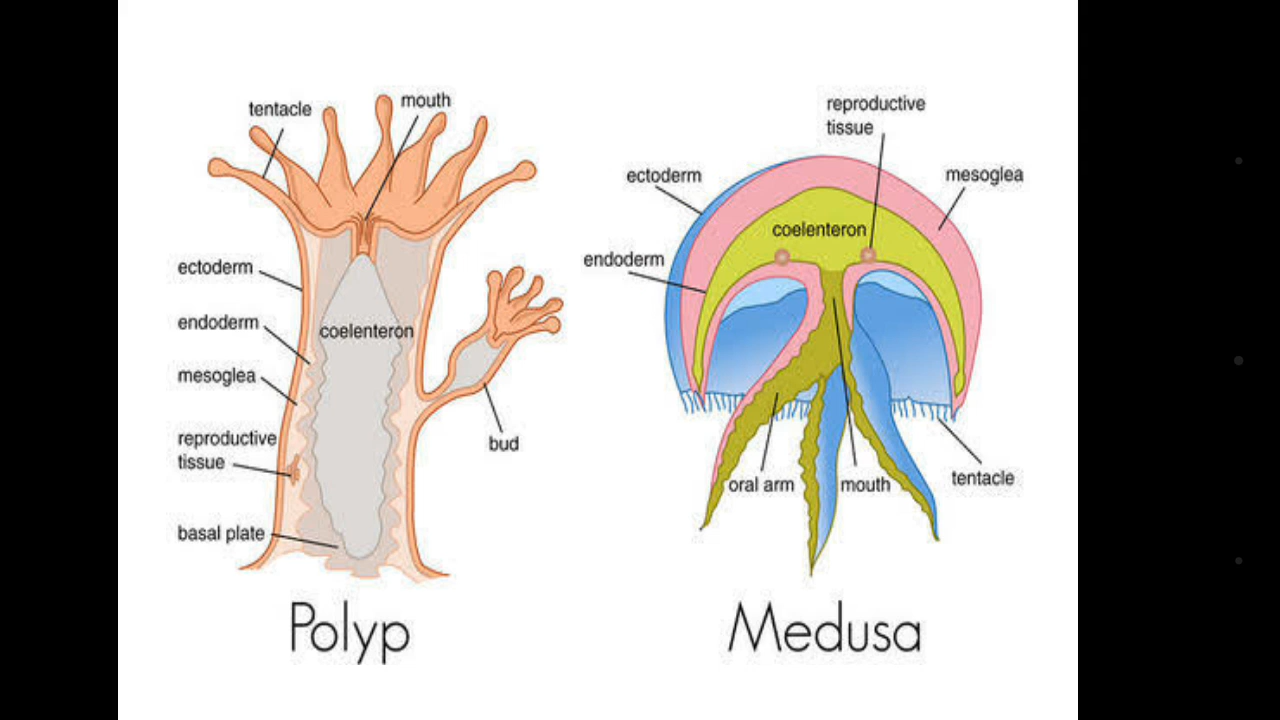 tentacle
mouth
ectoderm
endoderm
coelenteron
mesoglea
reproductive
tissue
bud
basal plate
Polyp
reproductive
tissue
ectoderm
mesoglea
coelenteron
endoderm
oral arm
mouth
tentacle
Medusa